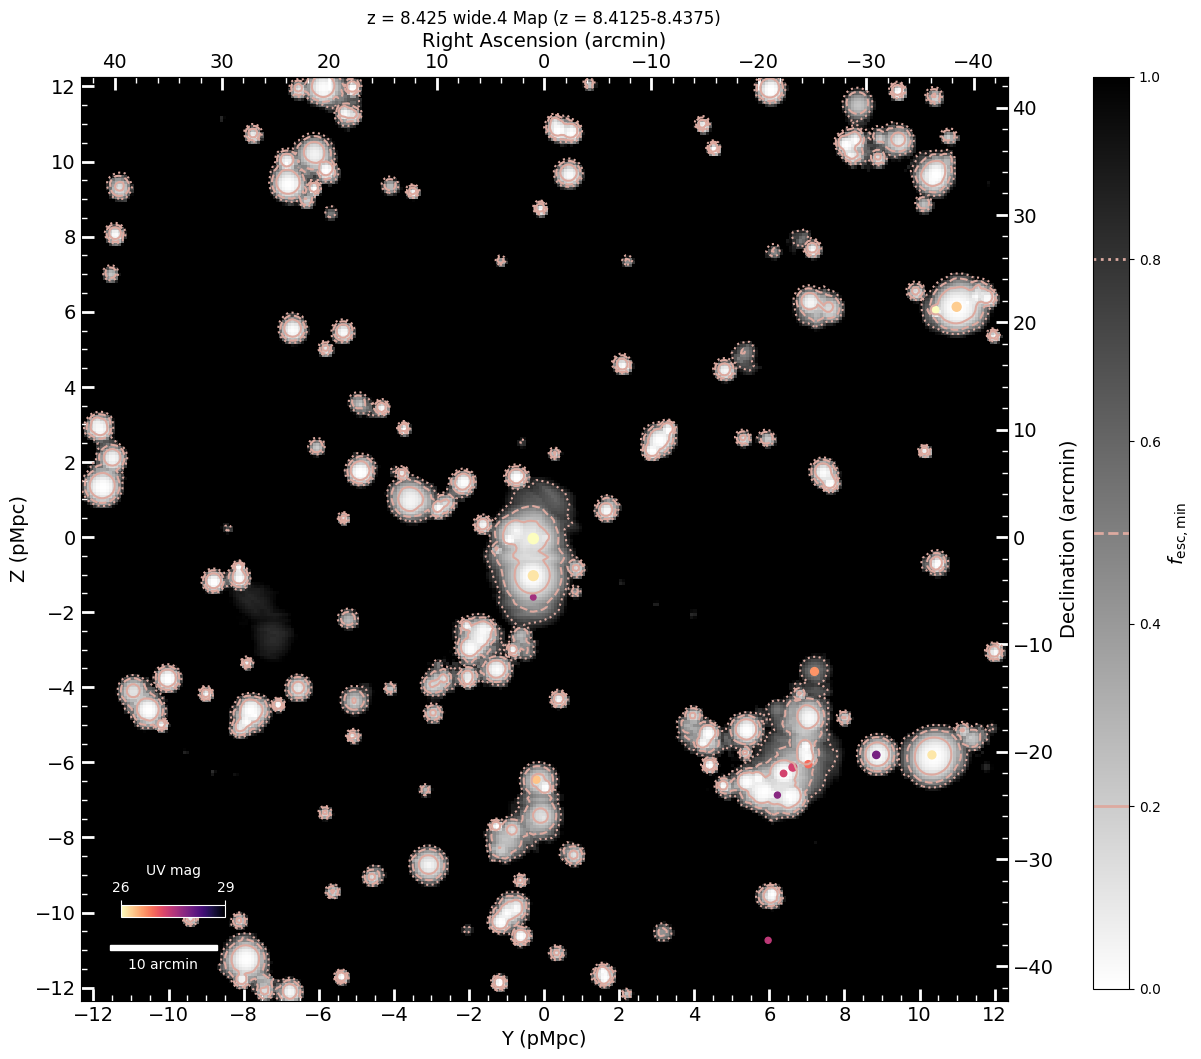 z = 8.425 wide.4 Map (z = 8.4125-8.4375)
Right Ascension (arcmin)
40 30 20 10 0 −10 −20 −30 −40
12
10
8
6
4
2
0
−2
−4
−6
−8
−10
−12
Z (pMpc)
UV mag
26 29
10 arcmin
−12 −10 −8 −6 −4 −2 0 2 4 6 8 10 12
Y (pMpc)
40
30
20
10
0
−10
−20
−30
−40
Declination (arcmin)
1.0
0.8
0.6
0.4
0.2
0.0
fesc,min